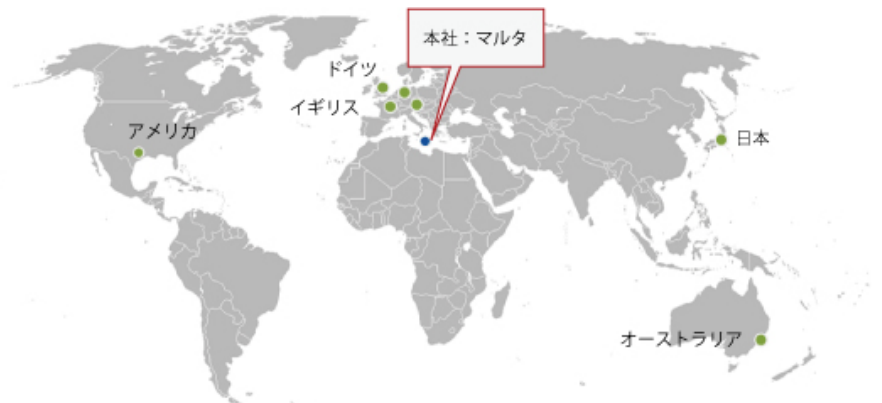 本社：マルタ
ドイツ
イギリス
アメリカ
日本
オーストラリア